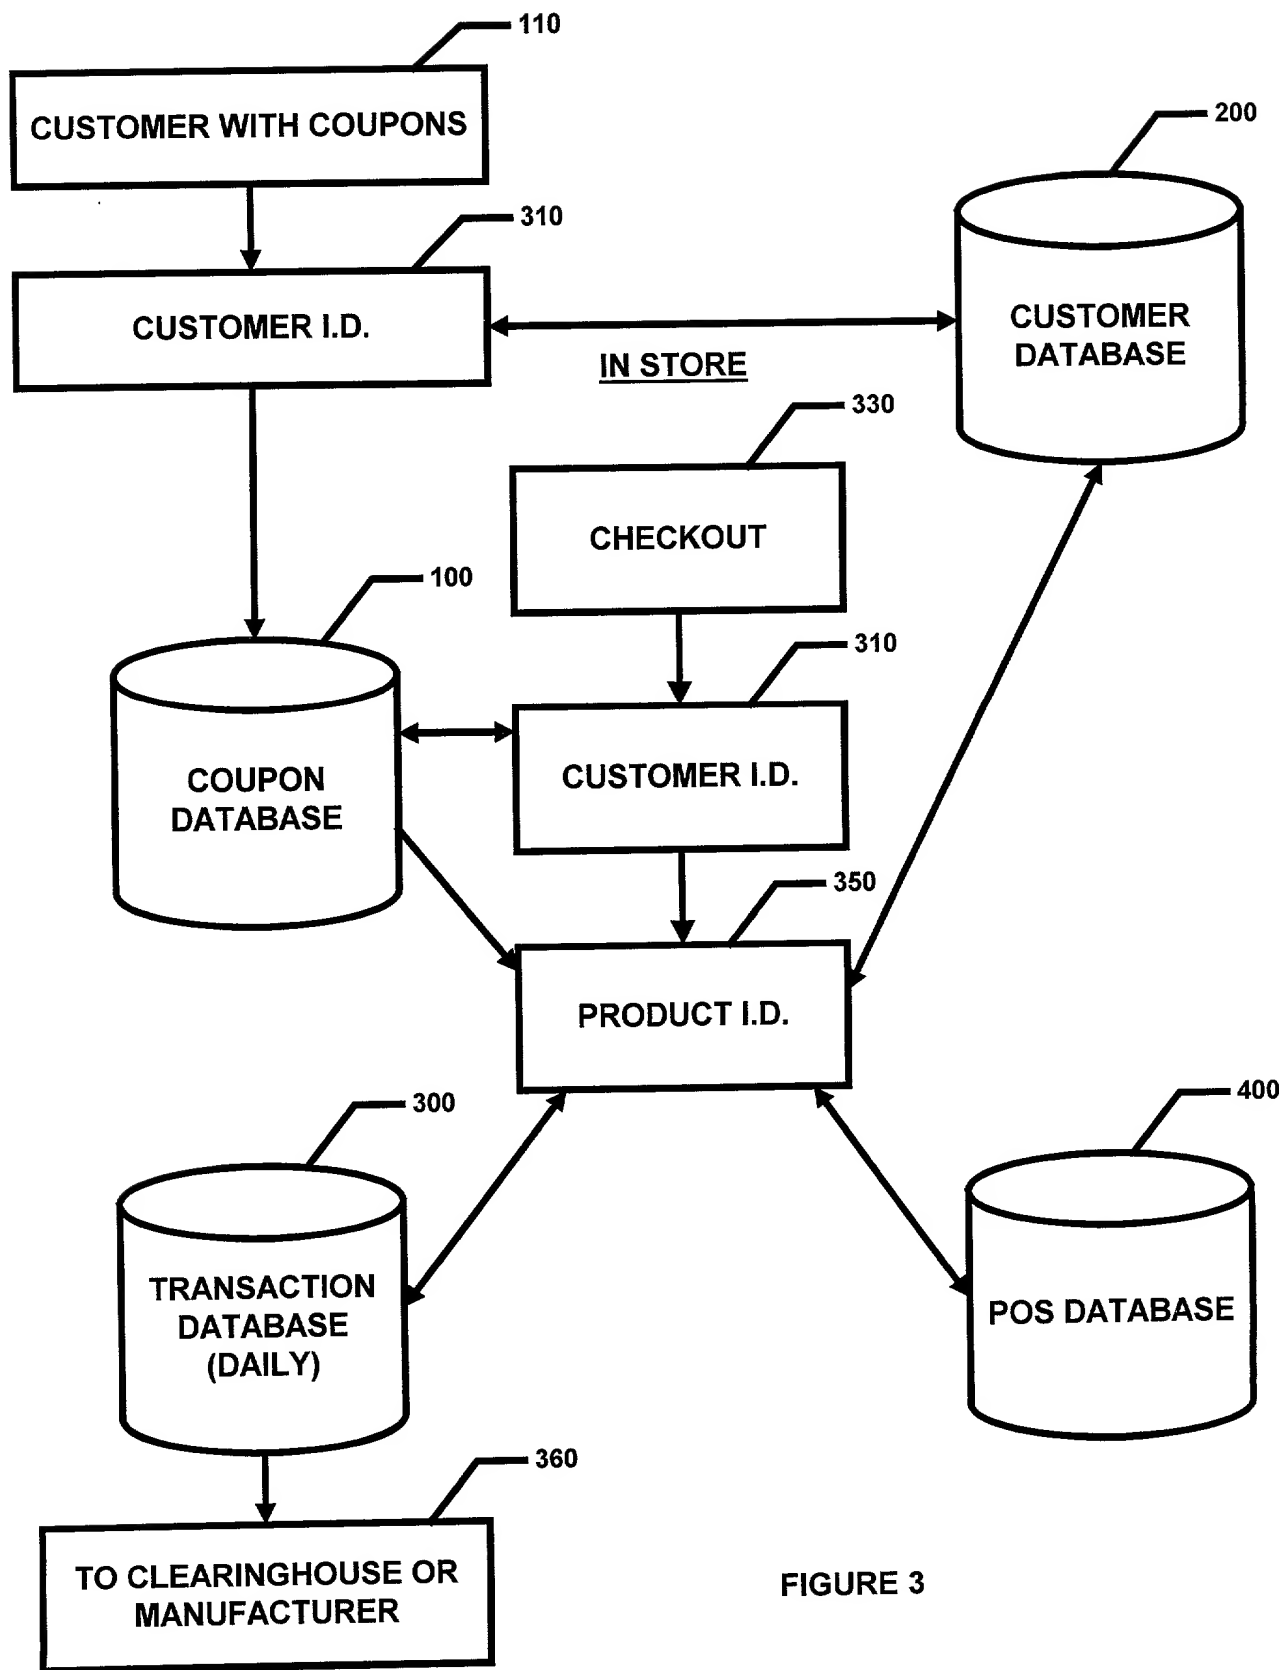 110
CUSTOMER WITH COUPONS
200
310
CUSTOMER I.D.
CUSTOMER
DATABASE
IN STORE
330
CHECKOUT
100
310
COUPON
DATABASE
CUSTOMER I.D.
350
PRODUCT I.D.
300
400
TRANSACTION
DATABASE
(DAILY)
POS DATABASE
360
TO CLEARINGHOUSE OR
MANUFACTURER
FIGURE 3